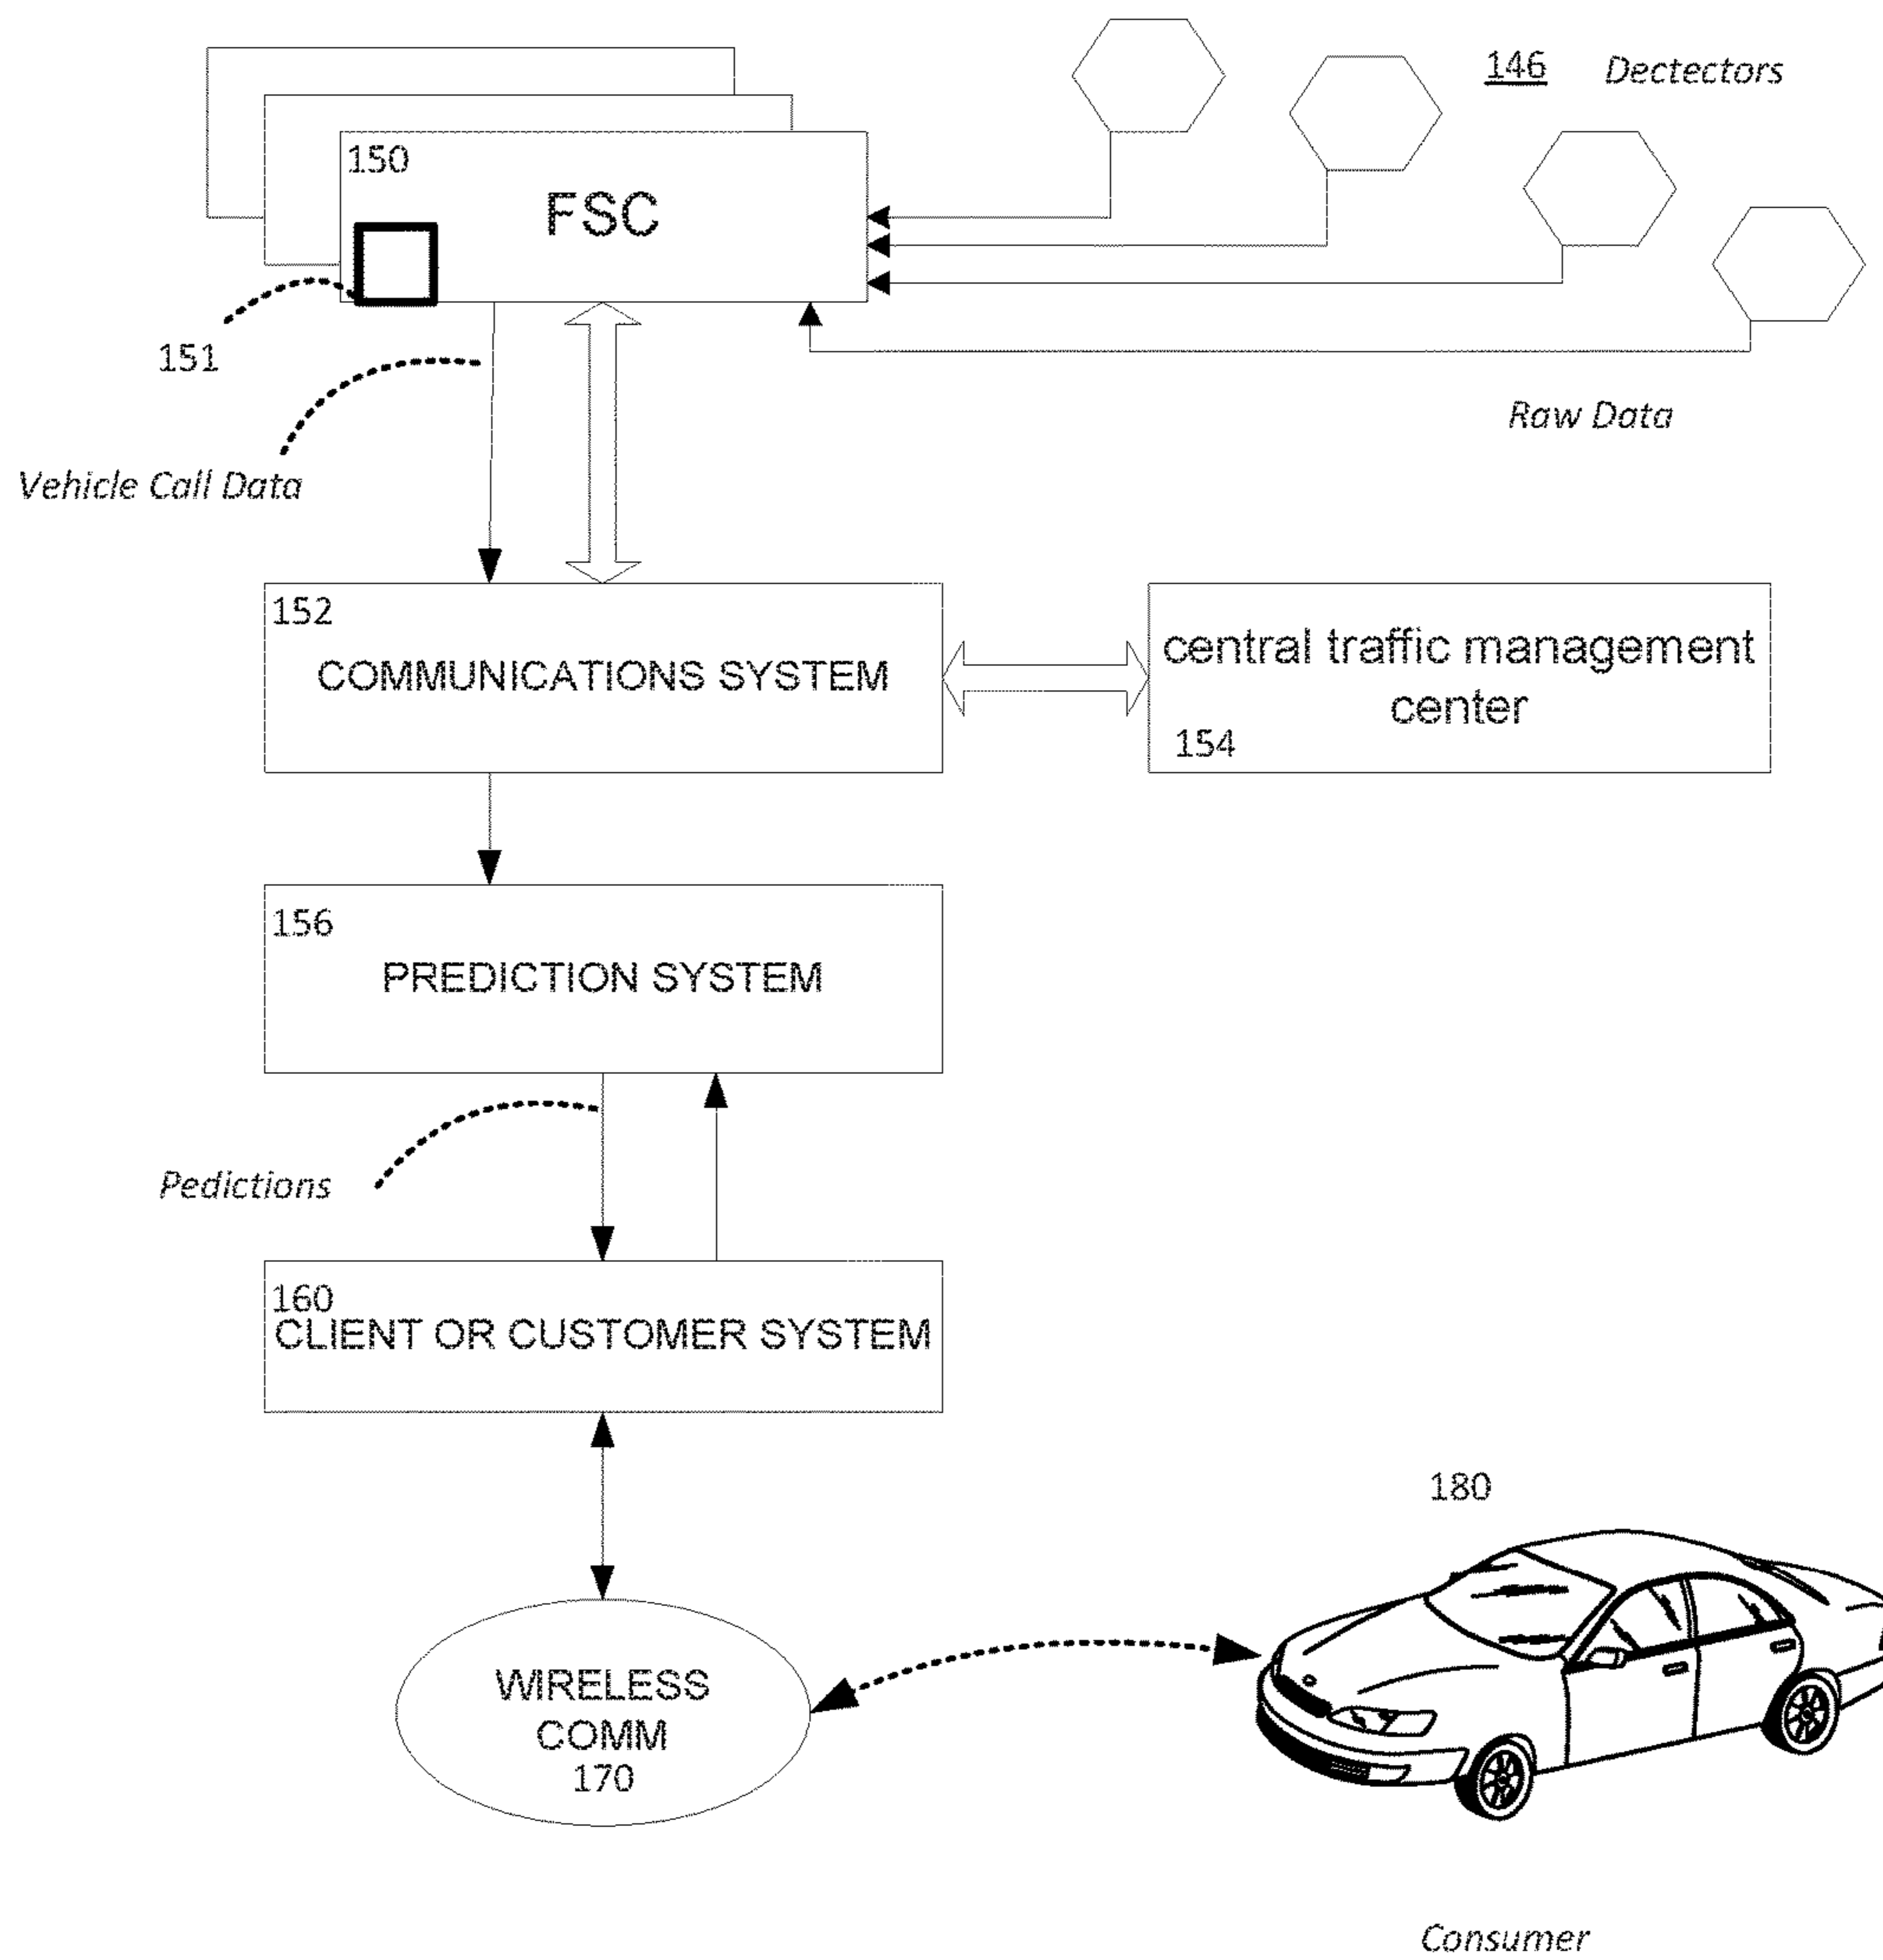 146 Dectectors
150
FSC
151
Raw Data
Vehicle Call Data
152
COMMUNICATIONS SYSTEM
central traffic management
center
154
156
PREDICTION SYSTEM
Pedictions
160
CLIENT OR CUSTOMER SYSTEM
180
WIRELESS
COMM
170
Consumer